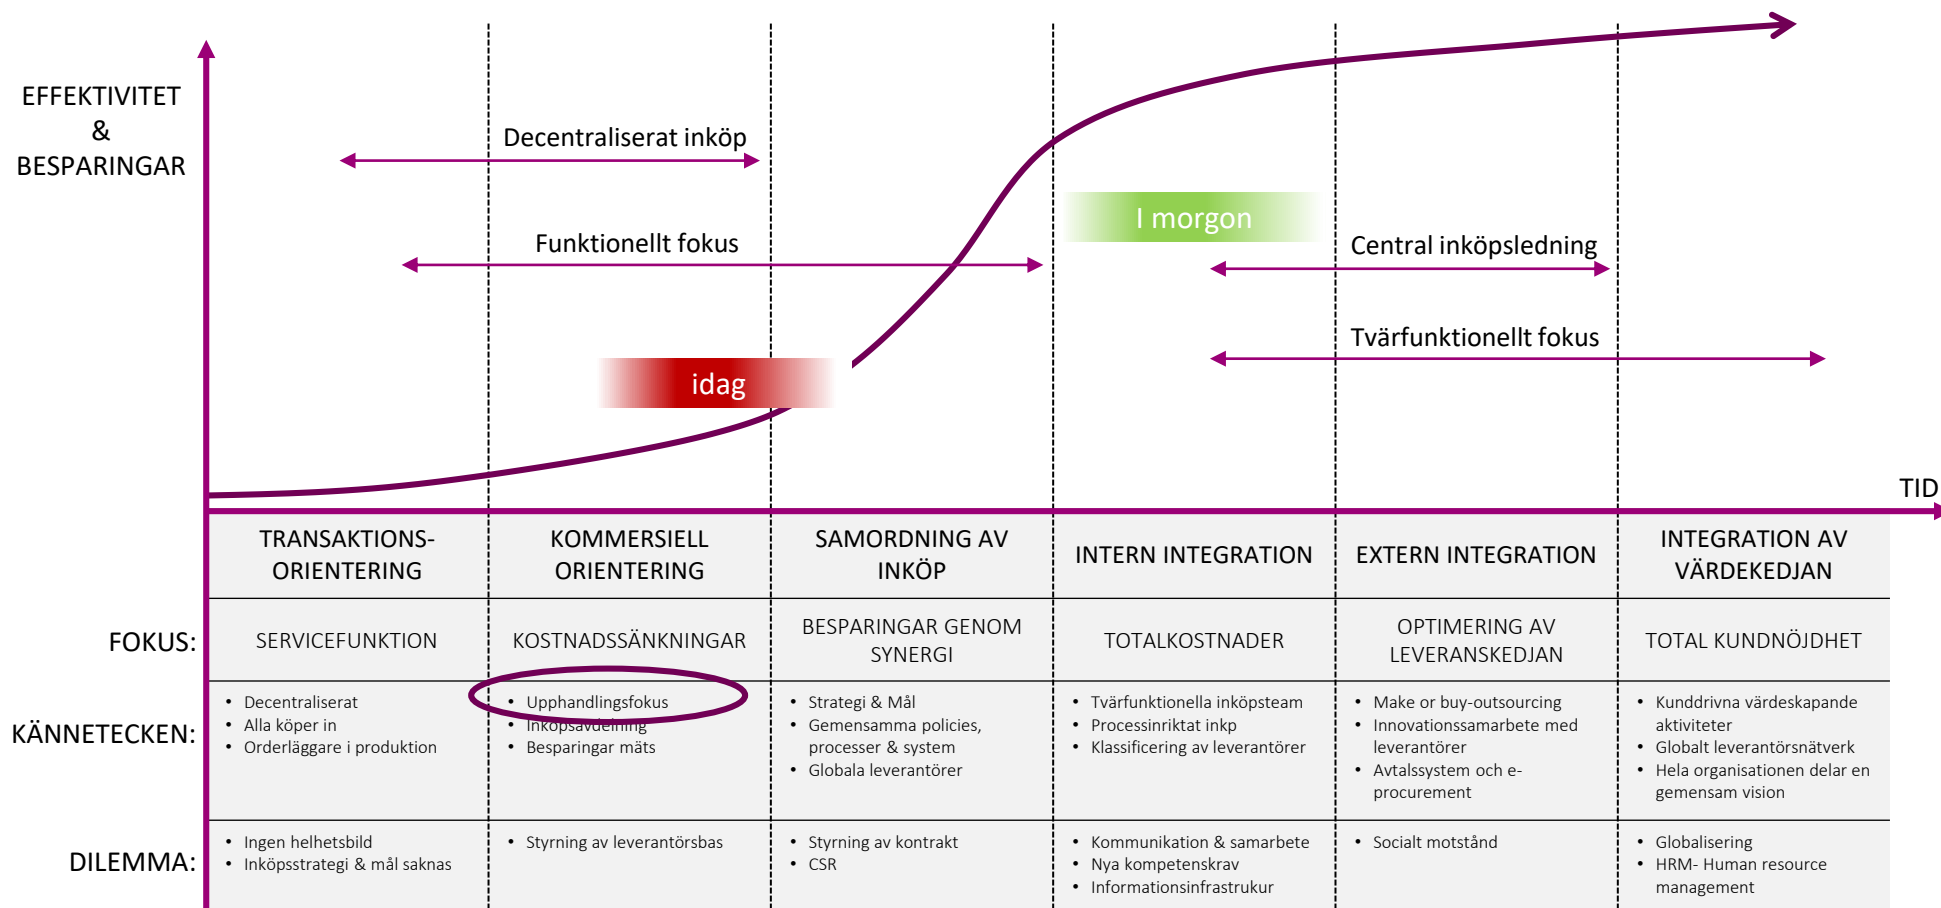 EFFEKTIVITET
&
BESPARINGAR
Decentraliserat inköp
Funktionellt fokus
idag
I morgon
Central inköpsledning
Tvärfunktionellt fokus
TID
TRANSAKTIONS-
ORIENTERING
KOMMERSIELL
ORIENTERING
SAMORDNING AV
INKÖP
INTERN INTEGRATION
EXTERN INTEGRATION
INTEGRATION AV
VÄRDEKEDJAN
FOKUS:
SERVICEFUNKTION
KOSTNADSSÄNKNINGAR
BESPARINGAR GENOM
SYNERGI
TOTALKOSTNADER
OPTIMERING AV
LEVERANSKEDJAN
TOTAL KUNDNÖJDHET
KÄNNETECKEN:
• Decentraliserat
• Alla köper in
• Orderläggare i produktion
• Upphandlingsfokus
• Inköpsavdelning
• Besparingar mäts
• Strategi & Mål
• Gemensamma policies,
processer & system
• Globala leverantörer
• Tvärfunktionella inköpsteam
• Processinriktat inkp
• Klassificering av leverantörer
• Make or buy-outsourcing
• Innovationssamarbete med
leverantörer
• Avtalssystem och e-
procurement
• Kunddrivna värdeskapande
aktiviteter
• Globalt leverantörsnätverk
• Hela organisationen delar en
gemensam vision
DILEMMA:
• Ingen helhetsbild
• Inköpsstrategi & mål saknas
• Styrning av leverantörsbas
• Styrning av kontrakt
• CSR
• Kommunikation & samarbete
• Nya kompetenskrav
• Informationsinfrastrukur
• Socialt motstånd
• Globalisering
• HRM- Human resource
management